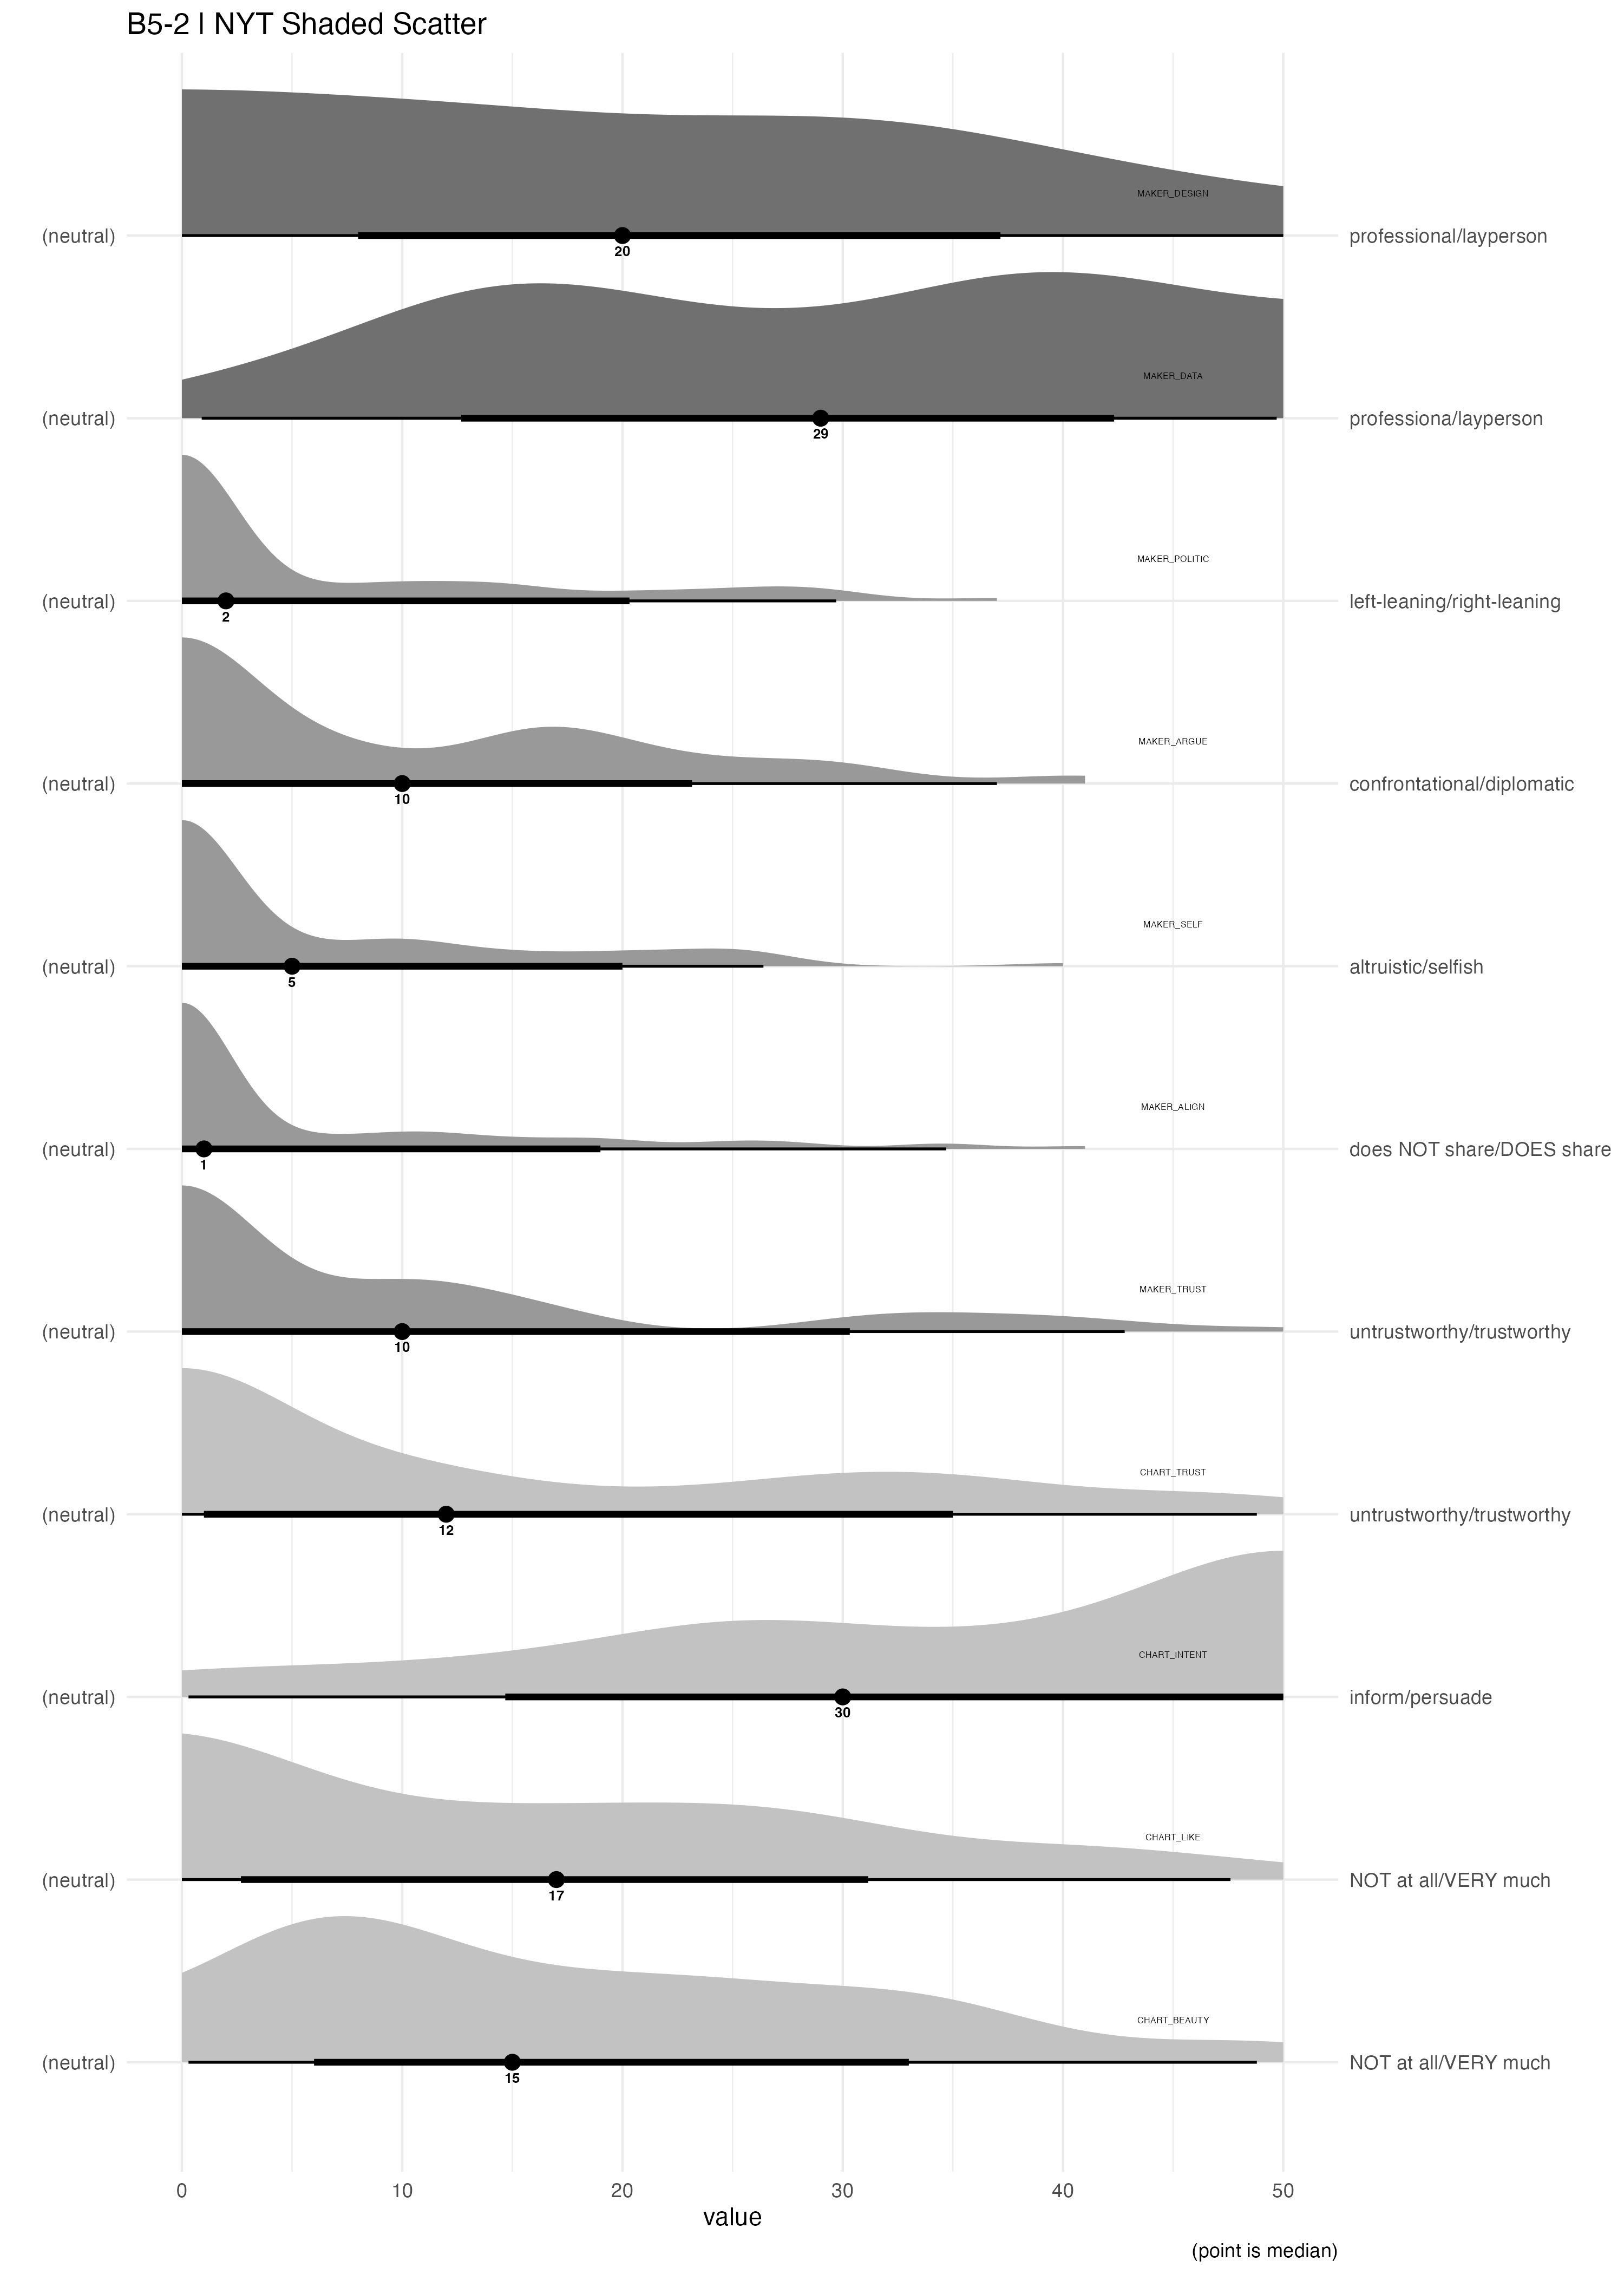 B5-2 | NYT Shaded Scatter
MAKER_DESIGN
(neutral) professional/layperson
20
MAKER_DATA
(neutral) professiona/layperson
29
MAKER_POLITIC
(neutral) left-leaning/right-leaning
2
MAKER_ARGUE
(neutral) confrontational/diplomatic
10
MAKER_SELF
(neutral) altruistic/selfish
5
MAKER_ALIGN
(neutral) does NOT share/DOES share
1
MAKER_TRUST
(neutral) untrustworthy/trustworthy
10
CHART_TRUST
(neutral) untrustworthy/trustworthy
12
CHART_INTENT
(neutral) inform/persuade
30
CHART_LIKE
(neutral) NOT at all/VERY much
17
CHART_BEAUTY
(neutral) NOT at all/VERY much
15
0 10 20 30 40 50
value
(point is median)